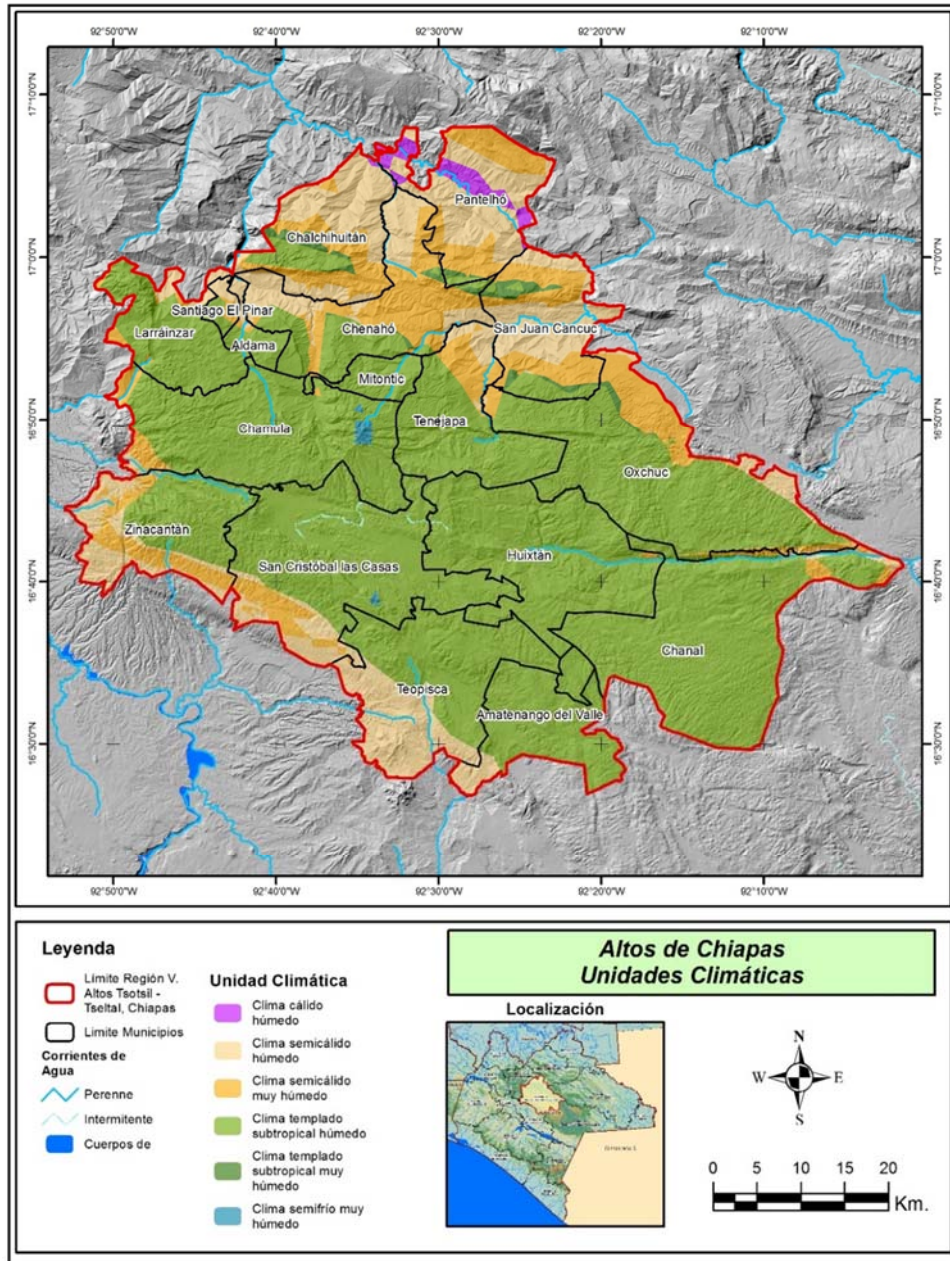 92°50'0"W
92°40'0"W
92°30'0"W
92°20'0"W
92°10'0"W
17°10'0"N
17°10'0"N
Pantelhó
Chalchihuitán
17°0'0"N
17°0'0"N
Santiago El Pinar
Larráinzar
Aldama
Chenahó
San Juan Cancuc
Mitontic
16°50'0"N
16°50'0"N
Chamula
Tenejapa
Oxchuc
Zinacantán
Huixtán
San Cristóbal las Casas
16°40'0"N
16°40'0"N
Chanal
Teopisca
Amatenango del Valle
16°30'0"N
16°30'0"N
92°50'0"W
92°40'0"W
92°30'0"W
92°20'0"W
92°10'0"W
Leyenda
Límite Región V.
Altos Tsotsil -
Tseltal, Chiapas
Limite Municipios
Corrientes de
Agua
Perenne
Intermitente
Cuerpos de
Unidad Climática
Clima cálido
húmedo
Clima semicálido
húmedo
Clima semicálido
muy húmedo
Clima templado
subtropical húmedo
Clima templado
subtropical muy
húmedo
Clima semifrío muy
húmedo
Altos de Chiapas
Unidades Climáticas
Localización
N
W
E
S
0 5 10 15 20
Km.